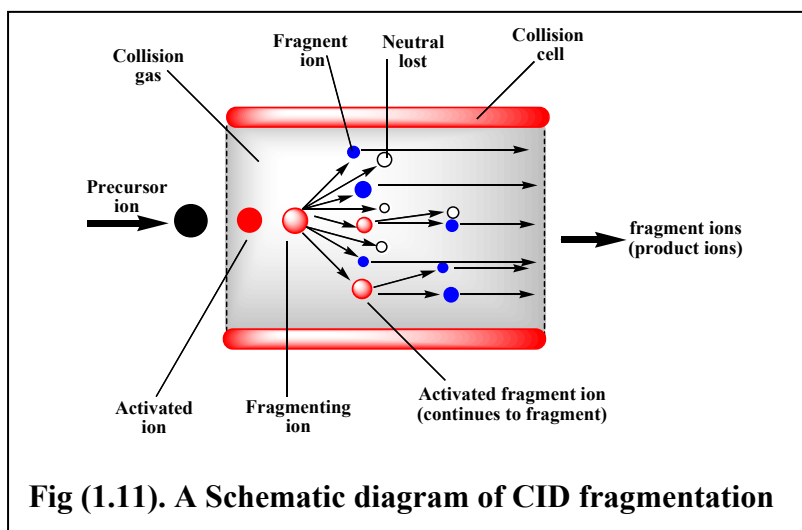 Fragnent
ion
Neutral
lost
Collision
cell
Collision
gas
Precursor
ion
fragment ions
(product ions)
Activated
ion
Fragmenting
ion
Activated fragment ion
(continues to fragment)
Fig (1.11). A Schematic diagram of CID fragmentation